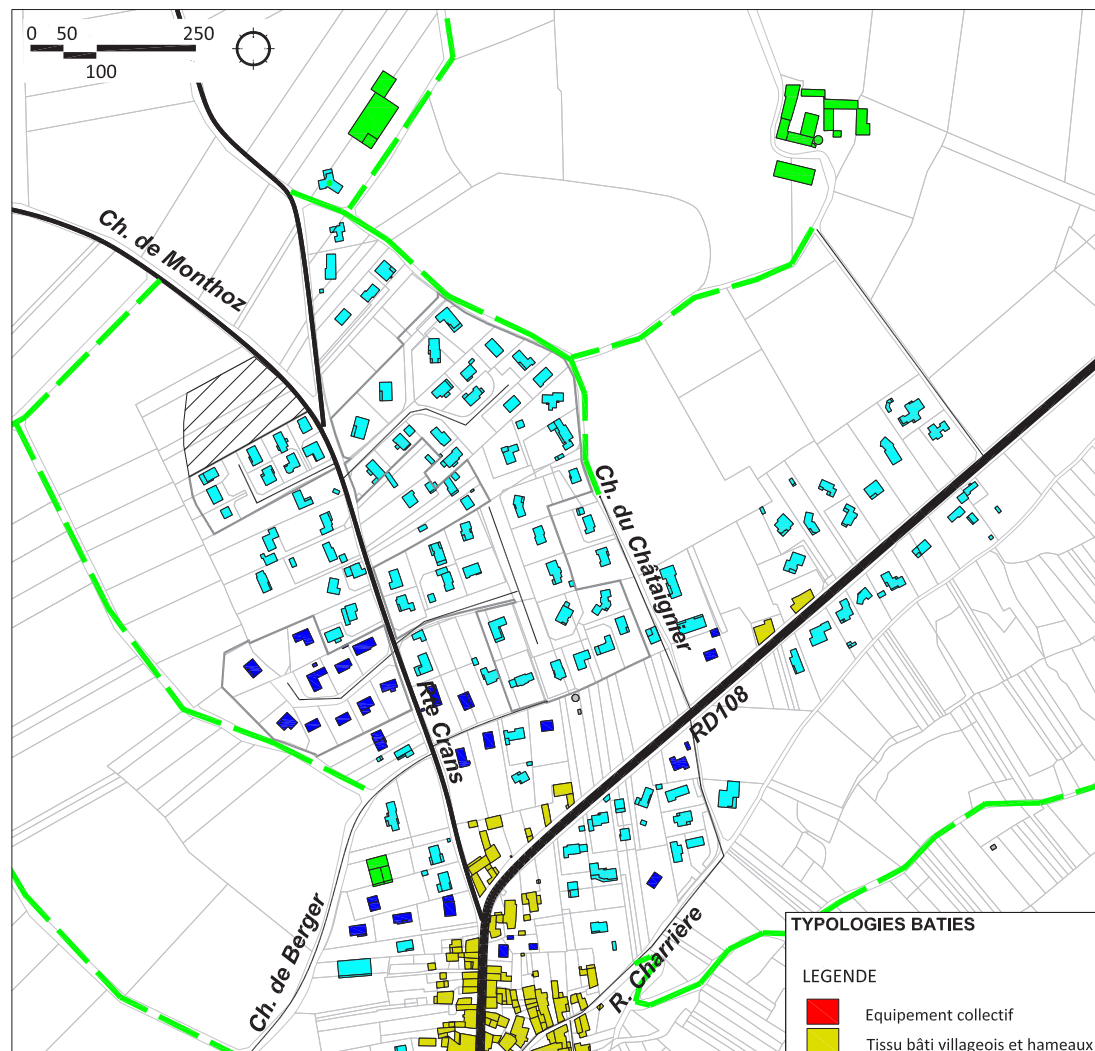 0 50 250
100
Ch. de Monthoz
Ch. du Châtaignier
Rte Crans
RD108
Ch. de Berger
R. Charrière
TYPOLOGIES BATIES
LEGENDE
Equipement collectif
Tissu bâti villageois et hameaux